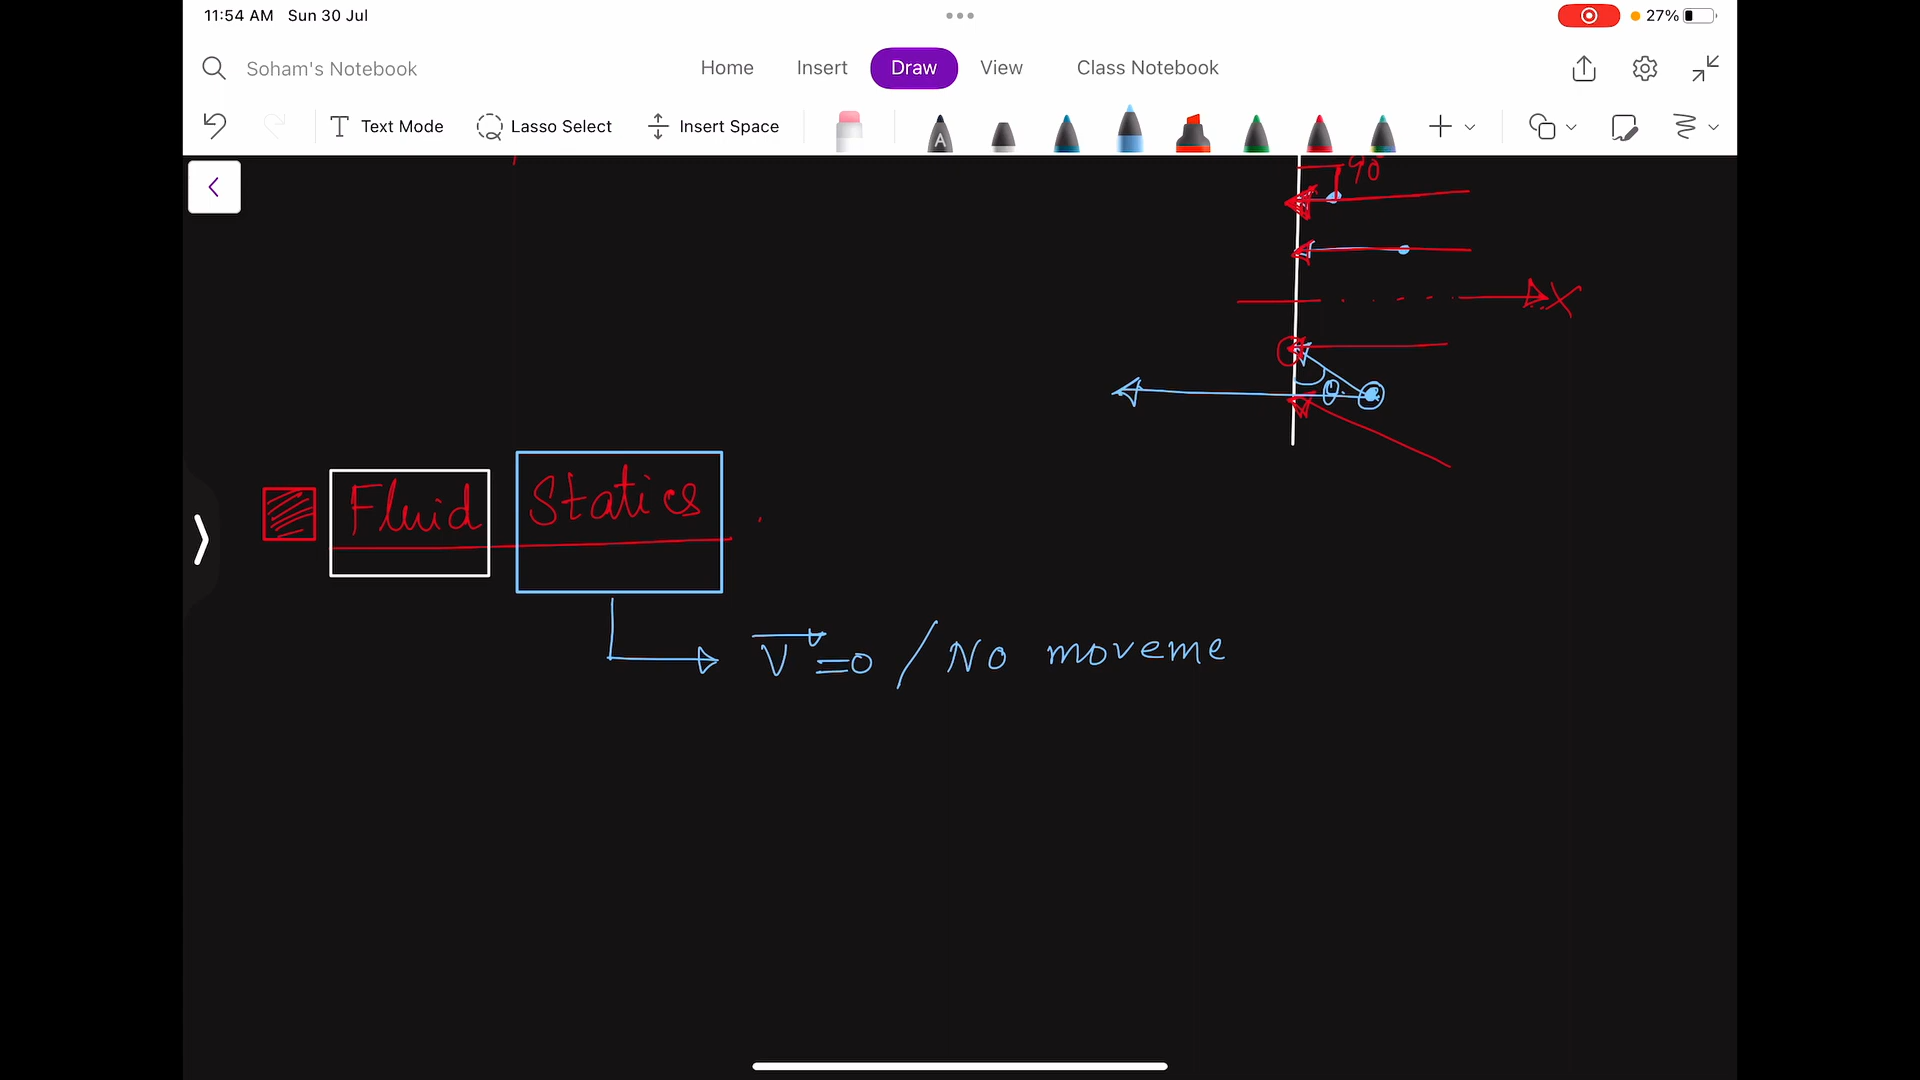 11:54 AM Sun 30 Jul
27%
Soham's Notebook
Home Insert Draw View Class Notebook
Text Mode Lasso Select Insert Space
A
90°
X
θ
Fluid Statics
V=0 / No moveme